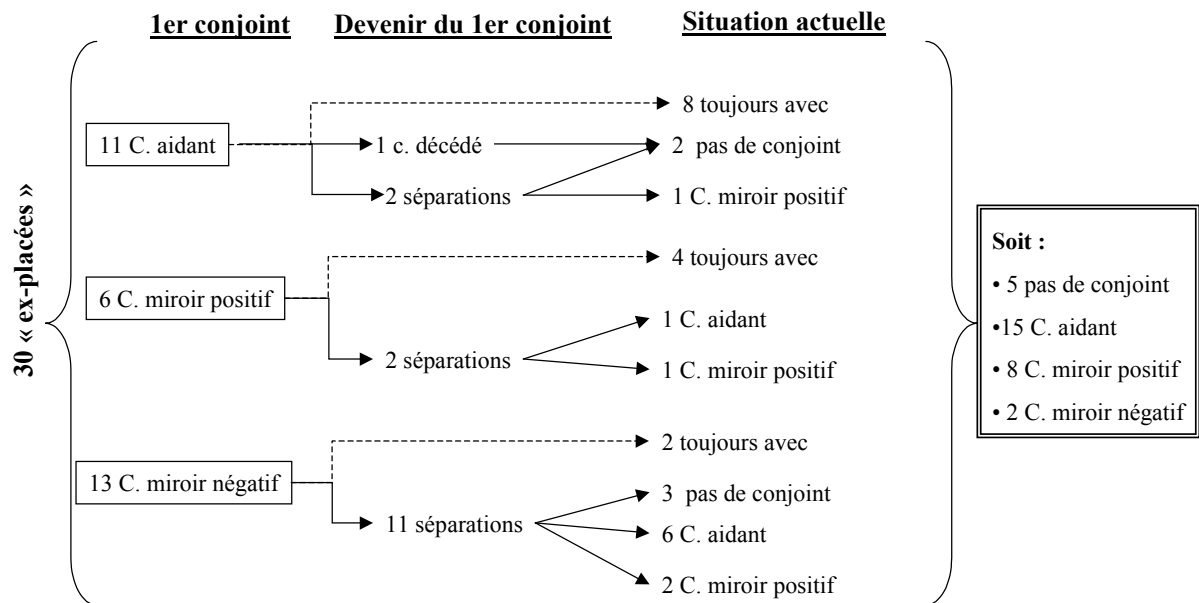 1er conjoint Devenir du 1er conjoint Situation actuelle
30 « ex-placées »
8 toujours avec
11 C. aidant 1 c. décédé 2 pas de conjoint
2 séparations 1 C. miroir positif
4 toujours avec
6 C. miroir positif
1 C. aidant
2 séparations
1 C. miroir positif
2 toujours avec
13 C. miroir négatif
3 pas de conjoint
11 séparations
6 C. aidant
2 C. miroir positif
Soit :
• 5 pas de conjoint
•15 C. aidant
• 8 C. miroir positif
• 2 C. miroir négatif